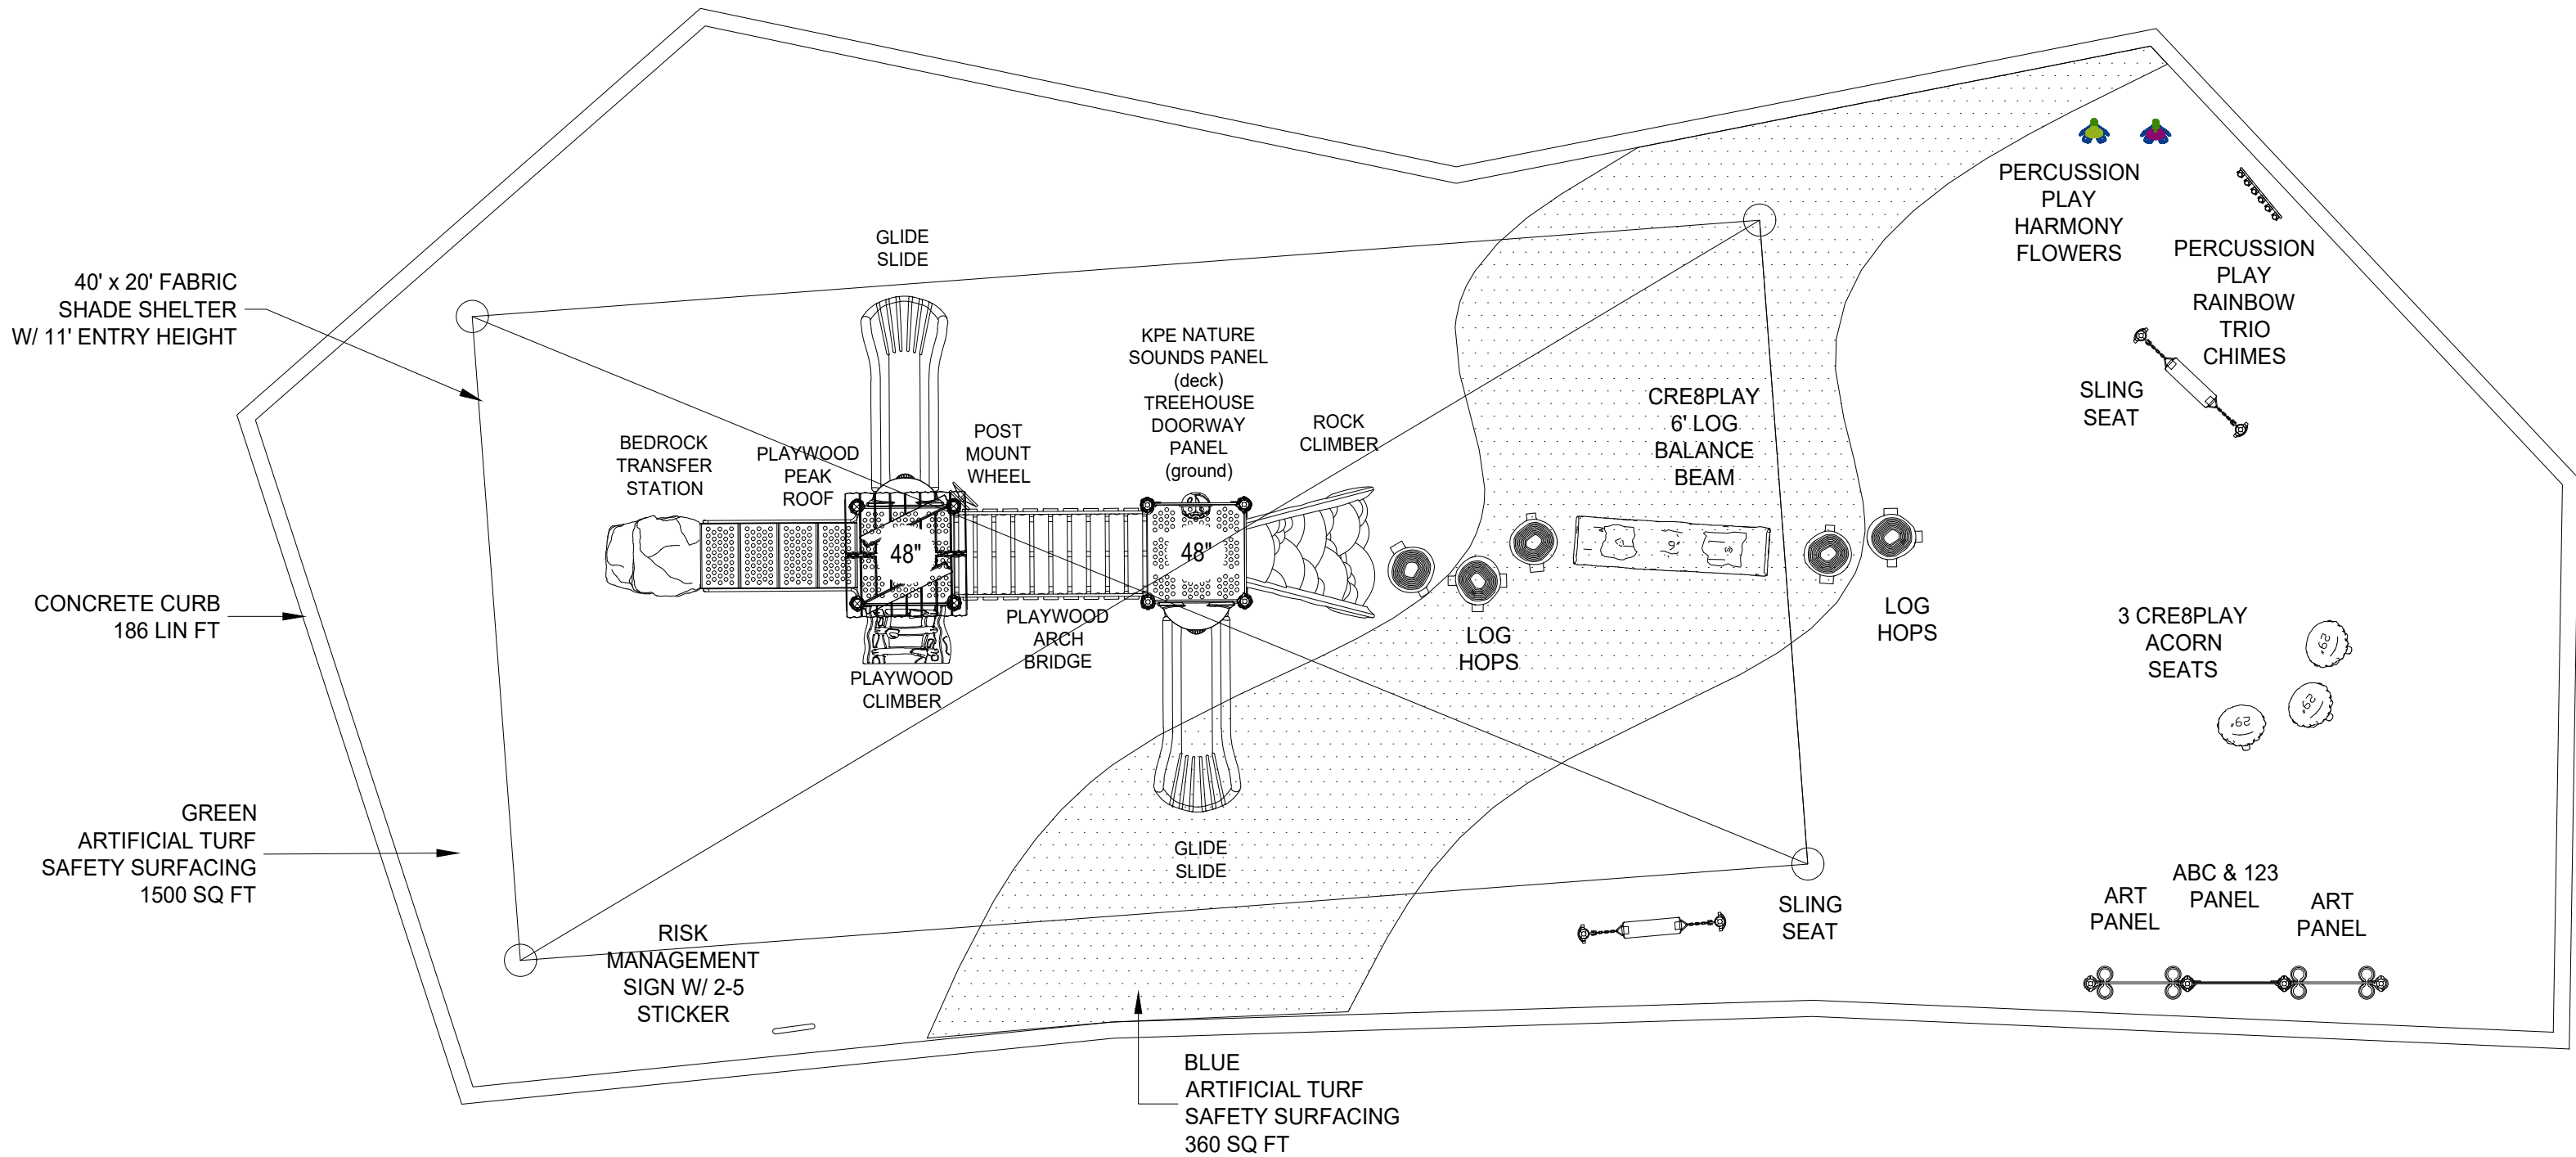 40' x 20' FABRIC
SHADE SHELTER
W/ 11' ENTRY HEIGHT
CONCRETE CURB
186 LIN FT
GREEN
ARTIFICIAL TURF
SAFETY SURFACING
1500 SQ FT
GLIDE
SLIDE
BEDROCK
TRANSFER
STATION
PLAYWOOD
PEAK
ROOF
POST
MOUNT
WHEEL
KPE NATURE
SOUNDS PANEL
(deck)
TREEHOUSE
DOORWAY
PANEL
(ground)
ROCK
CLIMBER
48"
48"
PLAYWOOD
CLIMBER
PLAYWOOD
ARCH
BRIDGE
GLIDE
SLIDE
RISK
MANAGEMENT
SIGN W/ 2-5
STICKER
BLUE
ARTIFICIAL TURF
SAFETY SURFACING
360 SQ FT
CRE8PLAY
6' LOG
BALANCE
BEAM
LOG
HOPS
LOG
HOPS
SLING
SEAT
PERCUSSION
PLAY
HARMONY
FLOWERS
PERCUSSION
PLAY
RAINBOW
TRIO
CHIMES
SLING
SEAT
3 CRE8PLAY
ACORN
SEATS
29"
29"
29"
ART
PANEL
ABC & 123
PANEL
ART
PANEL